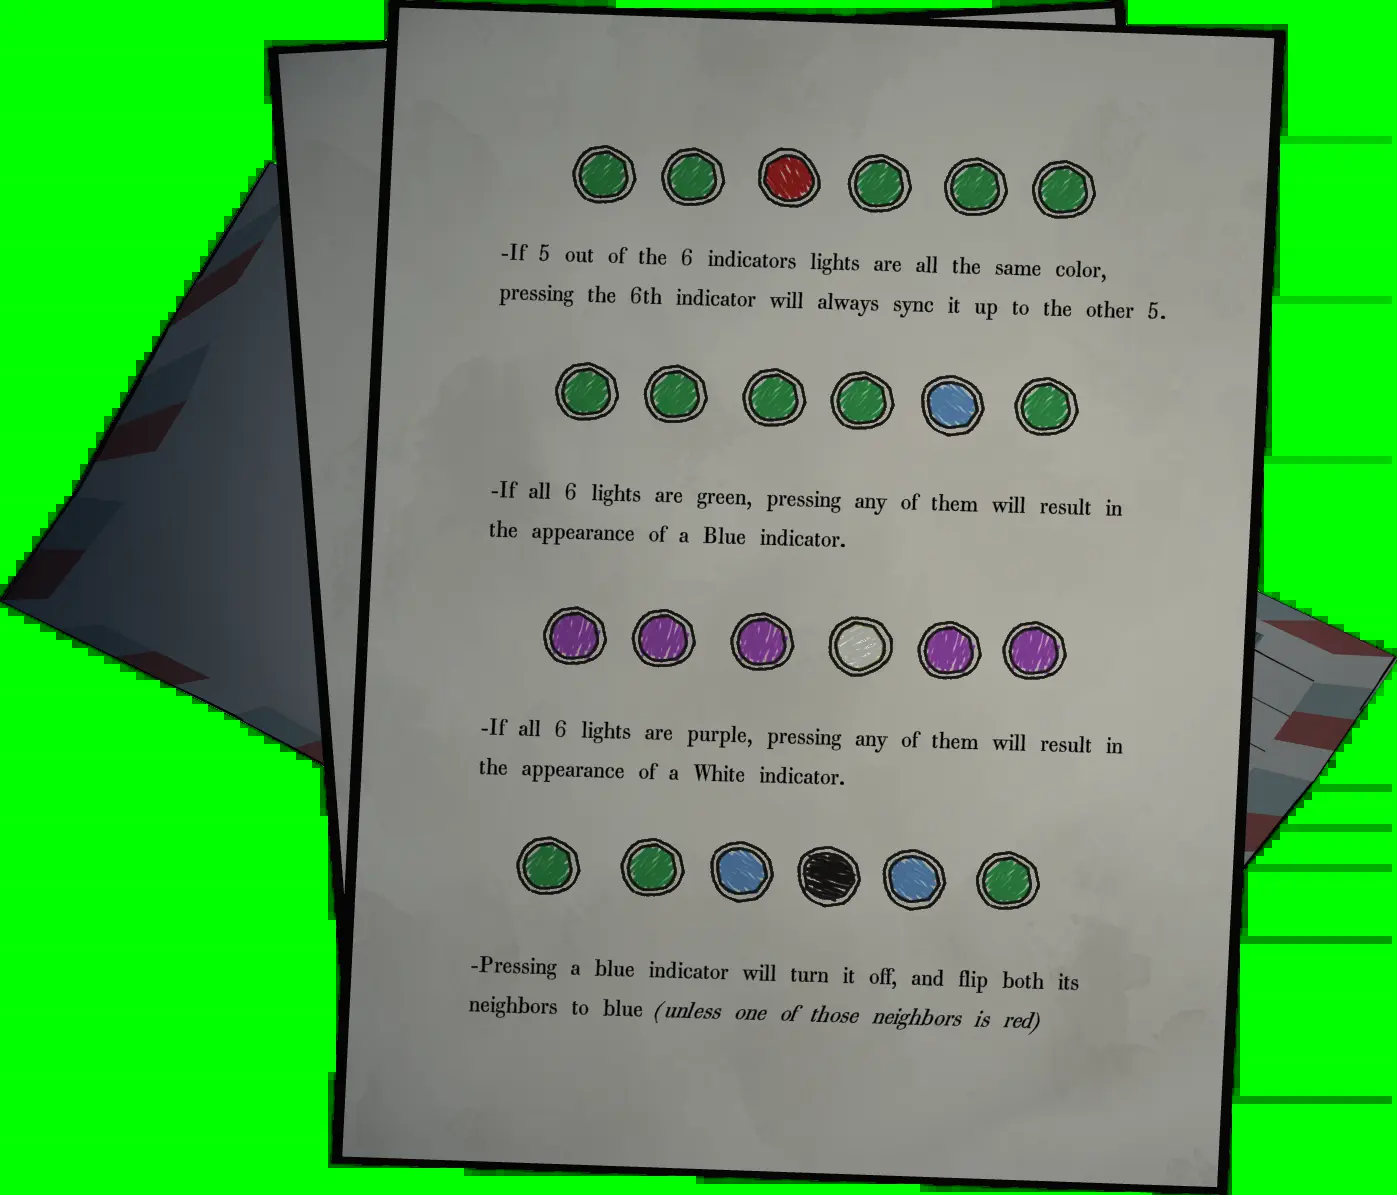 -If 5 out of the 6 indicators lights are all the same color,
pressing the 6th indicator will always sync it up to the other 5.
-If all 6 lights are green, pressing any of them will result in
the appearance of a Blue indicator.
-If all 6 lights are purple, pressing any of them will result in
the appearance of a White indicator.
-Pressing a blue indicator will turn it off, and flip both its
neighbors to blue (unless one of those neighbors is red)